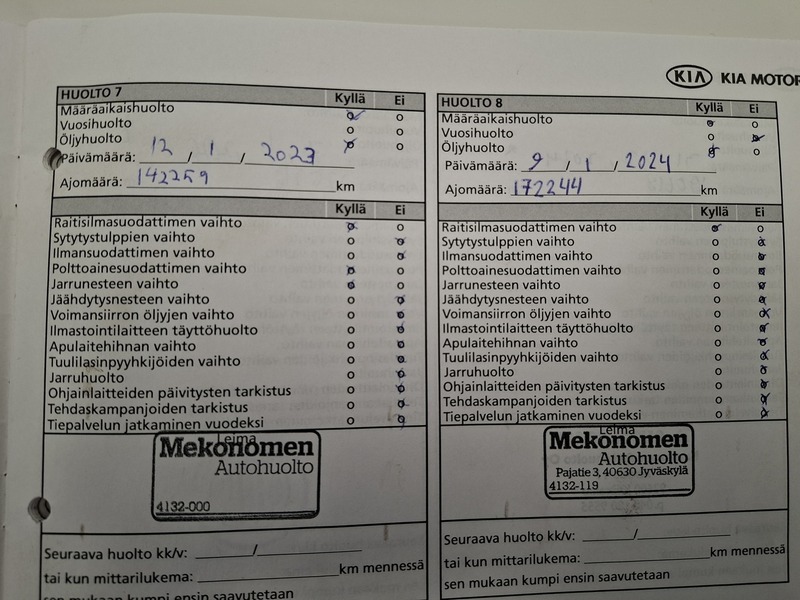 KIA KIA MOTOR
HUOLTO 7 Kyllä Ei
Määräaikaishuolto o o
Vuosihuolto o o
Öljyhuolto o o
Päivämäärä: 12 / 1 / 2023
Ajomäärä: 142259 km
Kyllä Ei
Raitisilmasuodattimen vaihto o o
Sytytystulppien vaihto o o
Ilmansuodattimen vaihto o o
Polttoainesuodattimen vaihto o o
Jarrunesteen vaihto o o
Jäähdytysnesteen vaihto o o
Voimansiirron öljyjen vaihto o o
Ilmastointilaitteen täyttöhuolto o o
Apulaitehihnan vaihto o o
Tuulilasinpyyhkijöiden vaihto o o
Jarruhuolto o o
Ohjainlaitteiden päivitysten tarkistus o o
Tehdaskampanjoiden tarkistus o o
Tiepalvelun jatkaminen vuodeksi o o
Leima
Mekonomen
Autohuolto
4132-000
Seuraava huolto kk/v: /
tai kun mittarilukema: km mennessä
sen mukaan kumpi ensin saavutetaan
HUOLTO 8 Kyllä Ei
Määräaikaishuolto o o
Vuosihuolto o o
Öljyhuolto o o
Päivämäärä: 9 / 1 / 2024
Ajomäärä: 172244 km
Kyllä Ei
Raitisilmasuodattimen vaihto o o
Sytytystulppien vaihto o o
Ilmansuodattimen vaihto o o
Polttoainesuodattimen vaihto o o
Jarrunesteen vaihto o o
Jäähdytysnesteen vaihto o o
Voimansiirron öljyjen vaihto o o
Ilmastointilaitteen täyttöhuolto o o
Apulaitehihnan vaihto o o
Tuulilasinpyyhkijöiden vaihto o o
Jarruhuolto o o
Ohjainlaitteiden päivitysten tarkistus o o
Tehdaskampanjoiden tarkistus o o
Tiepalvelun jatkaminen vuodeksi o o
Leima
Mekonomen
Autohuolto
Pajatie 3, 40630 Jyväskylä
4132-119
Seuraava huolto kk/v: /
tai kun mittarilukema: km mennessä
sen mukaan kumpi ensin saavutetaan